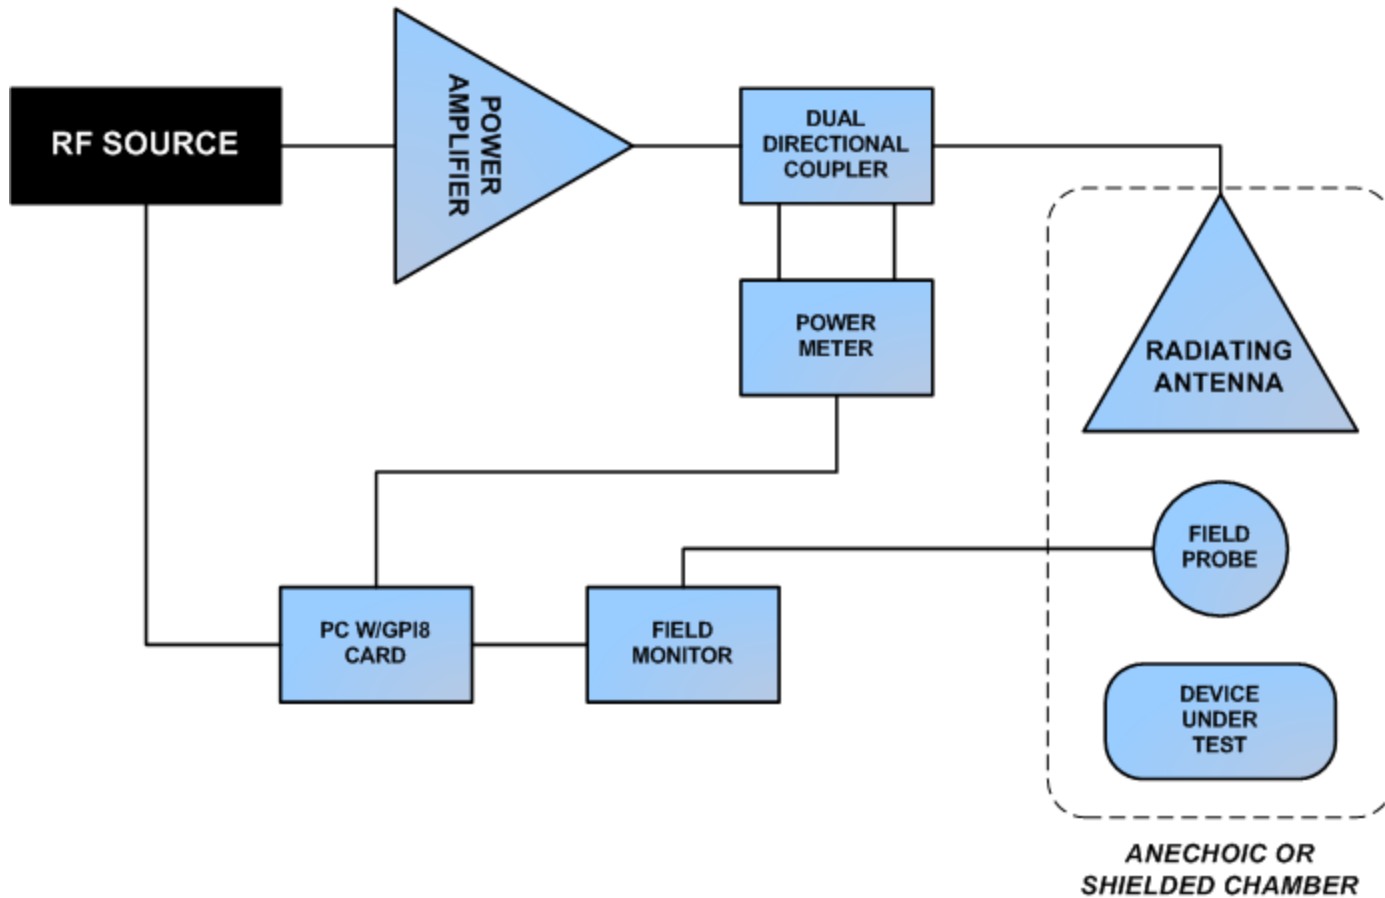 RF SOURCE
POWER
AMPLIFIER
DUAL
DIRECTIONAL
COUPLER
POWER
METER
RADIATING
ANTENNA
FIELD
PROBE
PC W/GPI8
CARD
FIELD
MONITOR
DEVICE
UNDER
TEST
ANECHOIC OR
SHIELDED CHAMBER